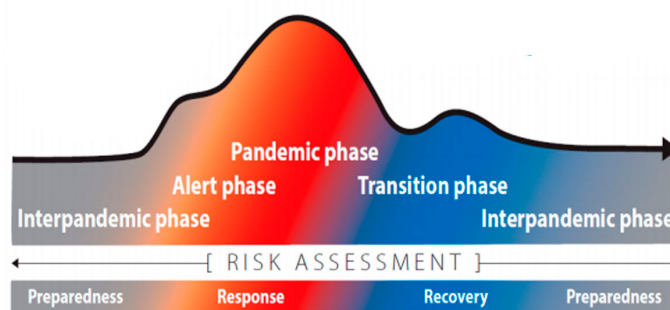 Pandemic phase
Alert phase
Transition phase
Interpandemic phase
Interpandemic phase
[ RISK ASSESSMENT ]
Preparedness
Response
Recovery
Preparedness